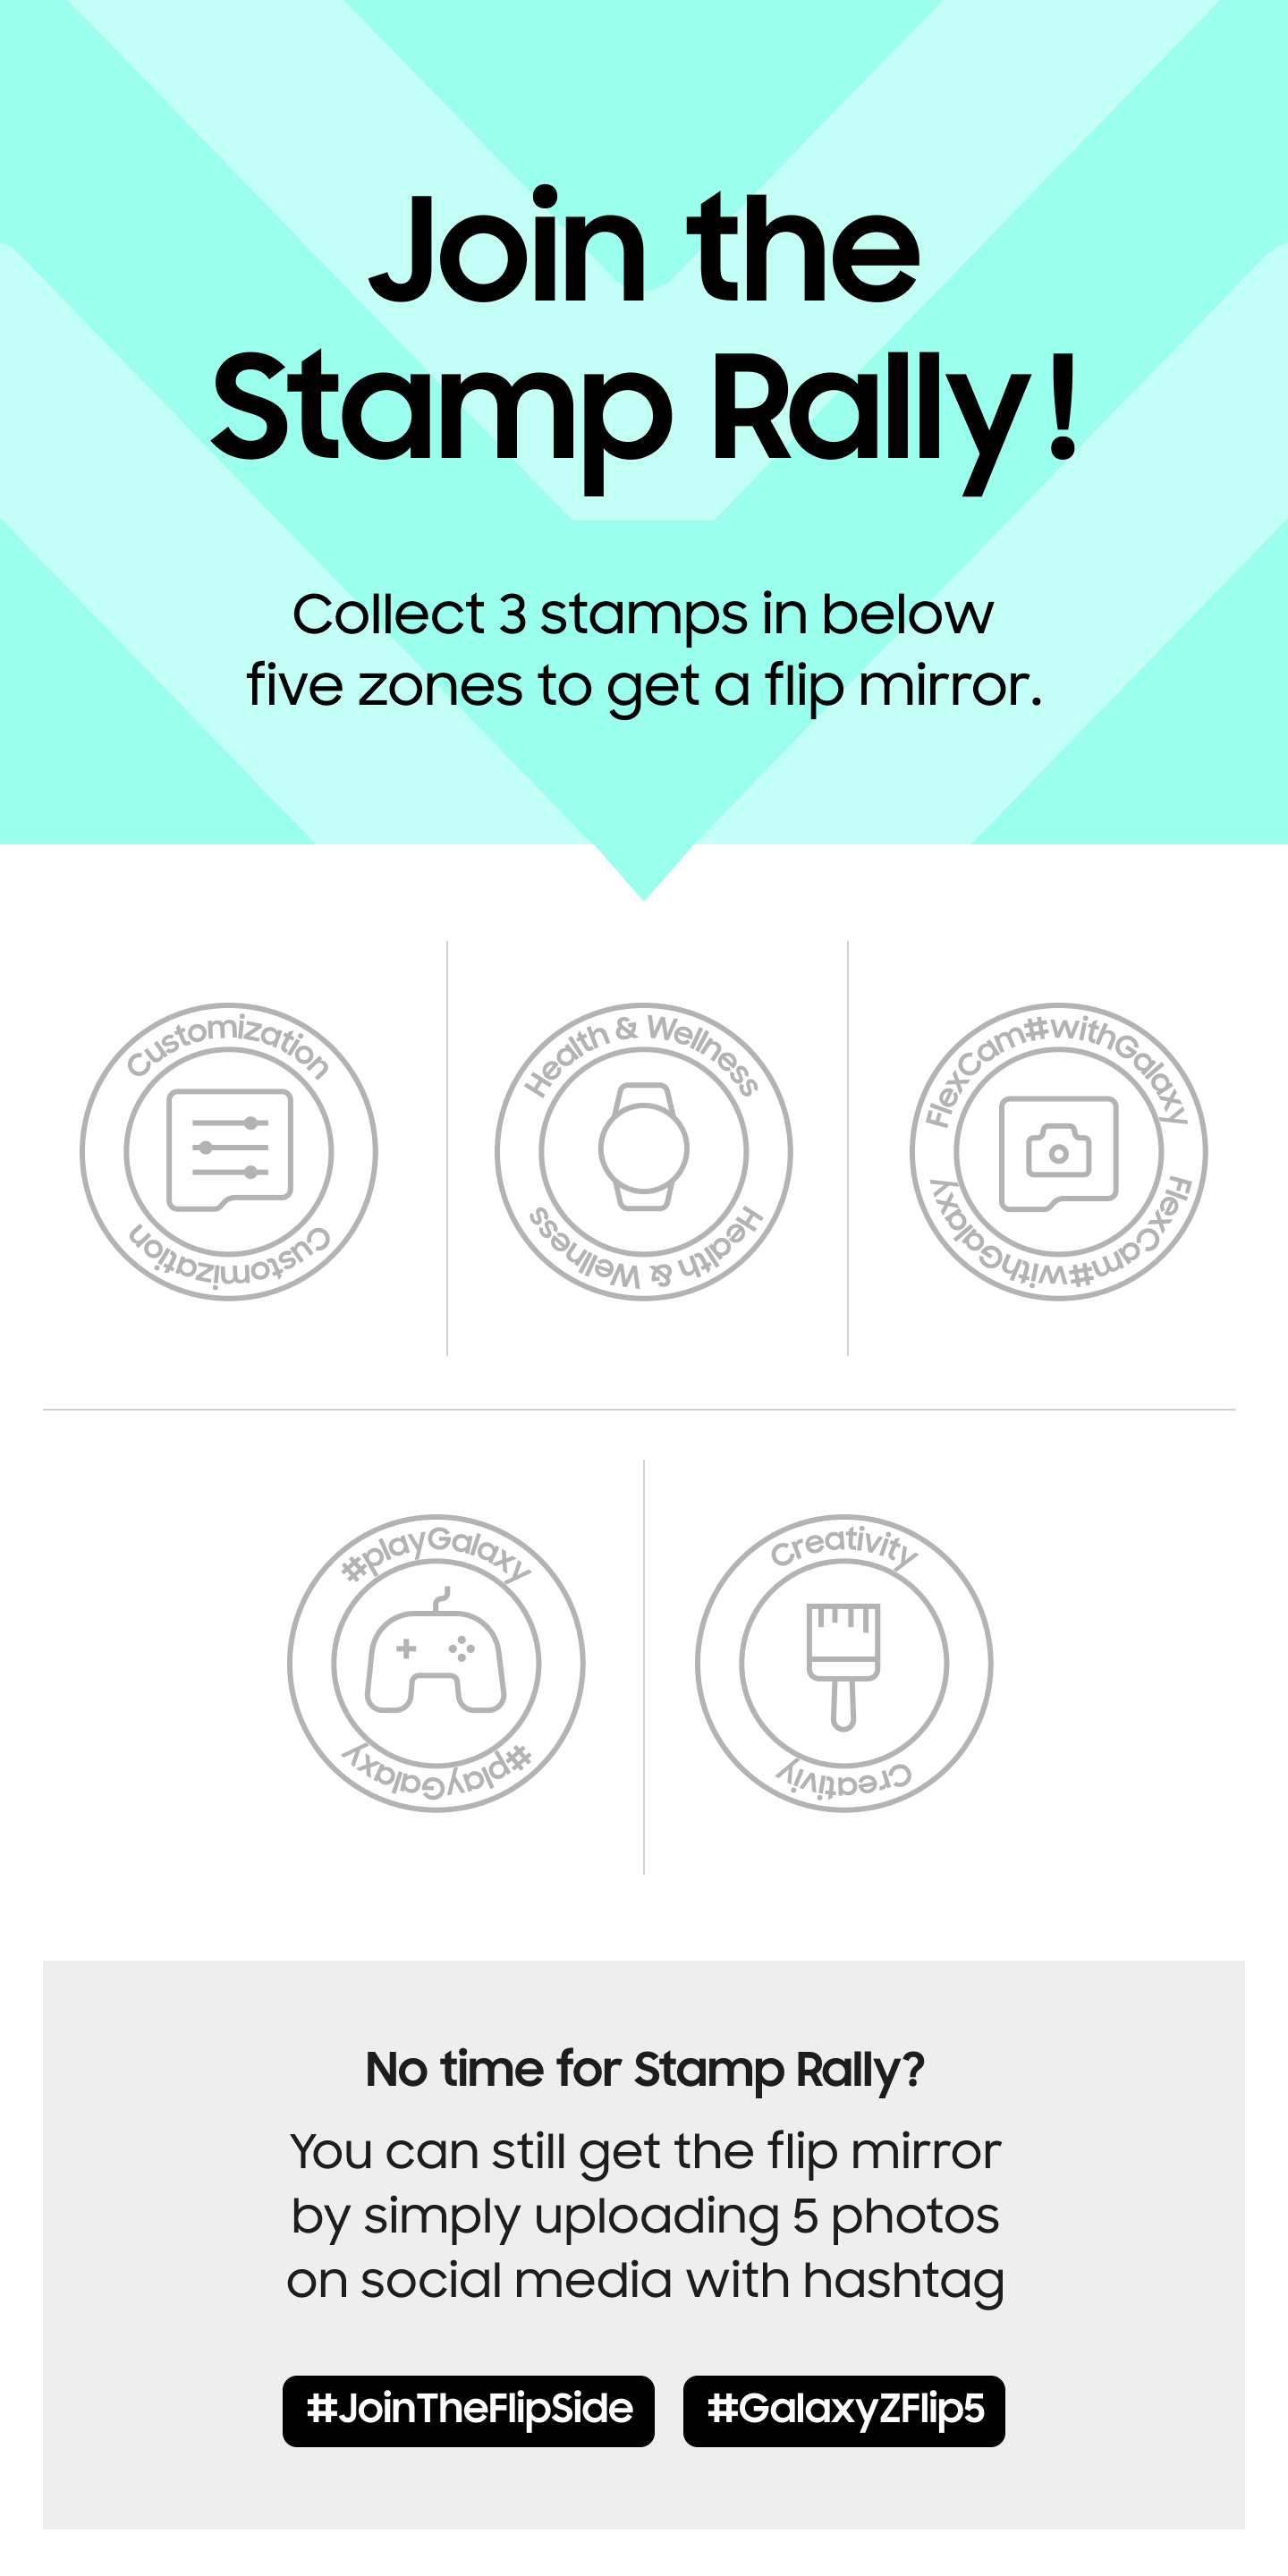 Join the
Stamp Rally!
Collect 3 stamps in below
five zones to get a flip mirror.
Customization
Customization
Health & Wellness
Health & Wellness
FlexCam#withGalaxy
FlexCam#withGalaxy
#playGalaxy
#playGalaxy
Creativity
Creativiy
No time for Stamp Rally?
You can still get the flip mirror
by simply uploading 5 photos
on social media with hashtag
#JoinTheFlipSide #GalaxyZFlip5